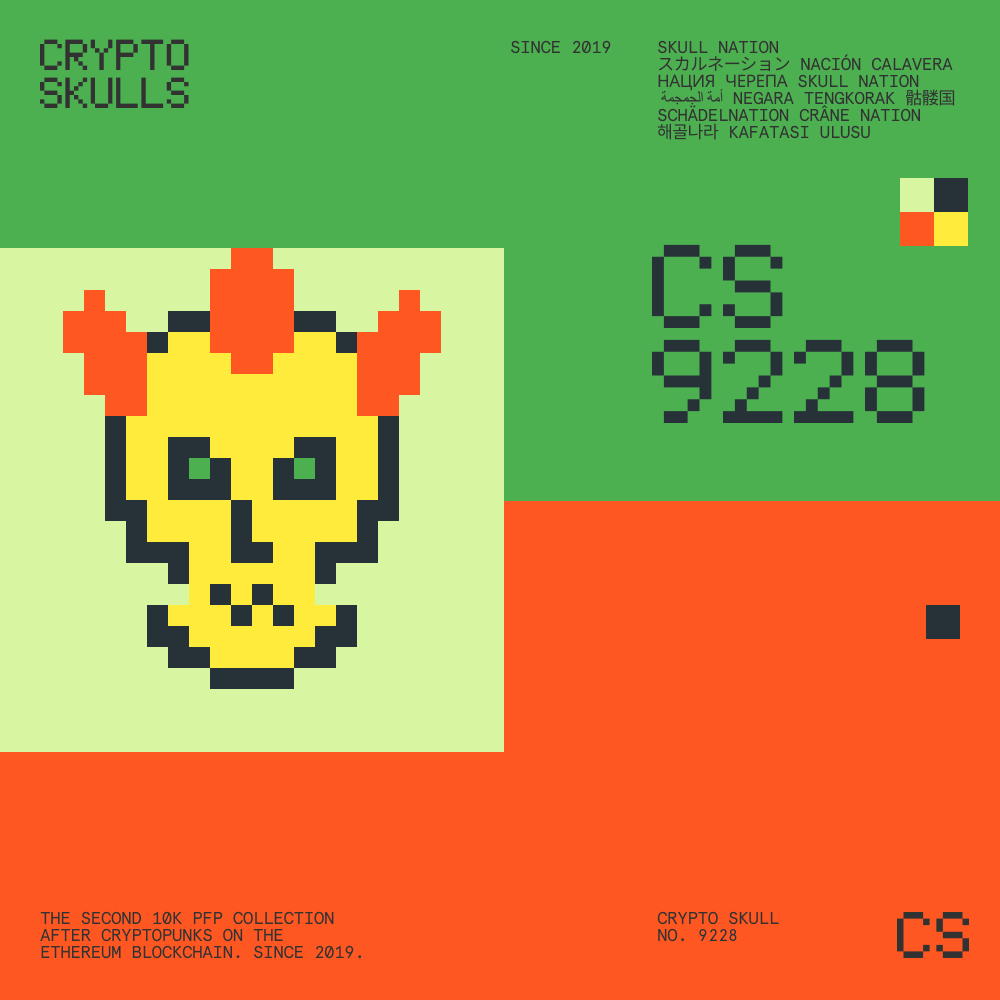 CRYPTO
SKULLS
SINCE 2019
SKULL NATION
スカルネーション NACIÓN CALAVERA
НАЦИЯ ЧЕРЕПА SKULL NATION
أمة الجمجمة NEGARA TENGKORAK 骷髅国
SCHÄDELNATION CRÂNE NATION
해골나라 KAFATASI ULUSU
CS
9228
THE SECOND 10K PFP COLLECTION
AFTER CRYPTOPUNKS ON THE
ETHEREUM BLOCKCHAIN. SINCE 2019.
CRYPTO SKULL
NO. 9228
CS